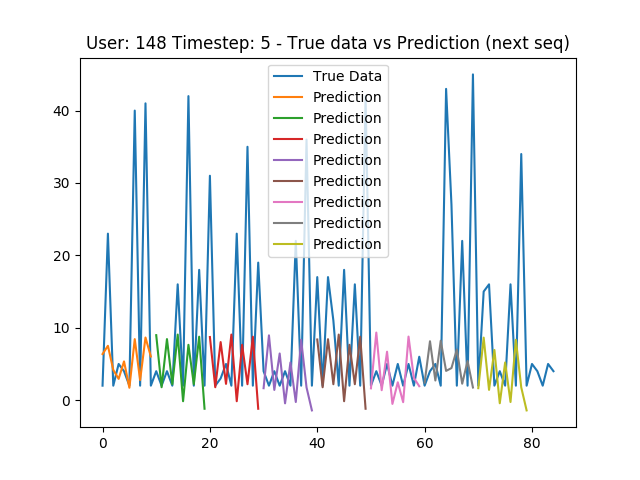 User: 148 Timestep: 5 - True data vs Prediction (next seq)
True Data
Prediction
Prediction
Prediction
Prediction
Prediction
Prediction
Prediction
Prediction
40
30
20
10
0
0 20 40 60 80